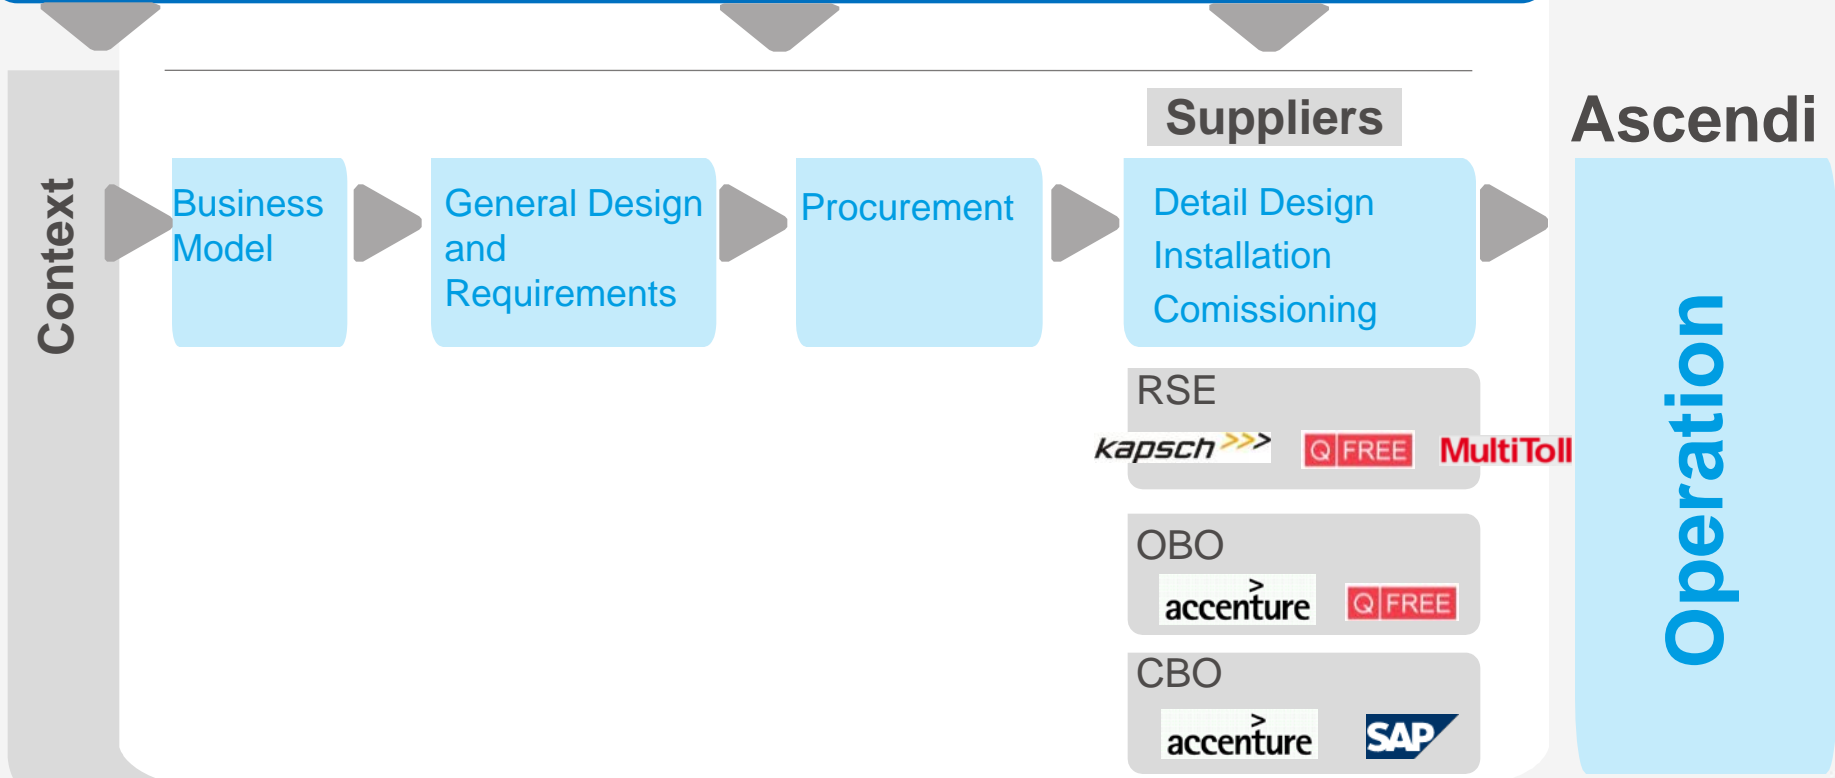 Suppliers
Ascendi
Context
Business
Model
General Design
and
Requirements
Procurement
Detail Design
Installation
Comissioning
Operation
RSE
kapsch >>>
Q FREE
MultiToll
OBO
accenture
Q FREE
CBO
accenture
SAP